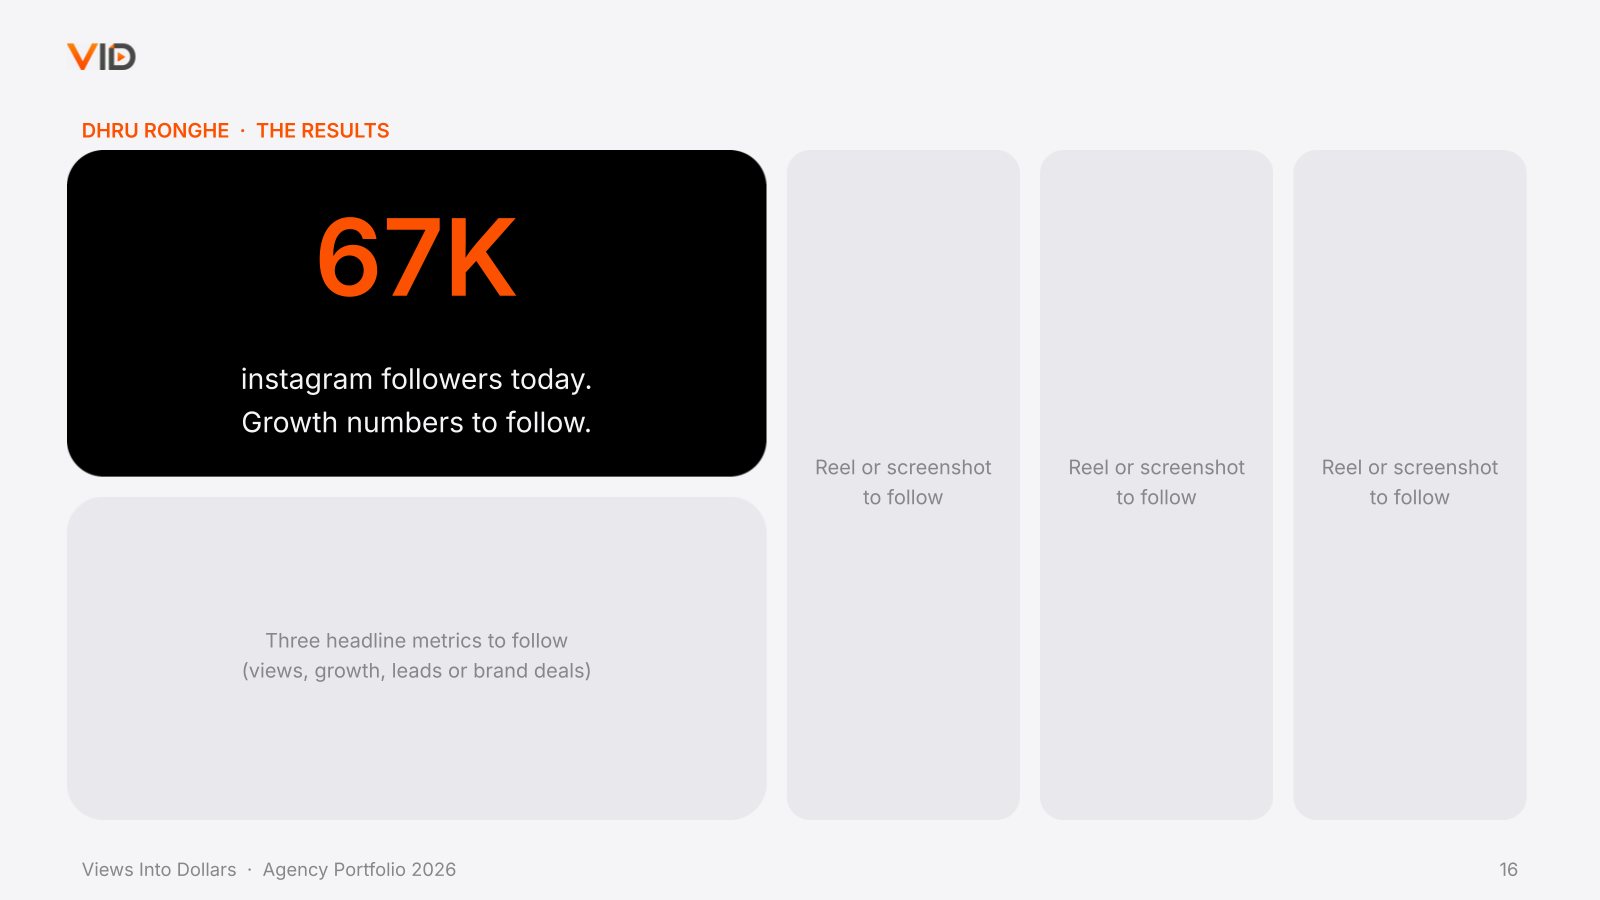 VID
DHRU RONGHE · THE RESULTS
67K
instagram followers today.
Growth numbers to follow.
Three headline metrics to follow
(views, growth, leads or brand deals)
Reel or screenshot
to follow
Reel or screenshot
to follow
Reel or screenshot
to follow
Views Into Dollars · Agency Portfolio 2026
16